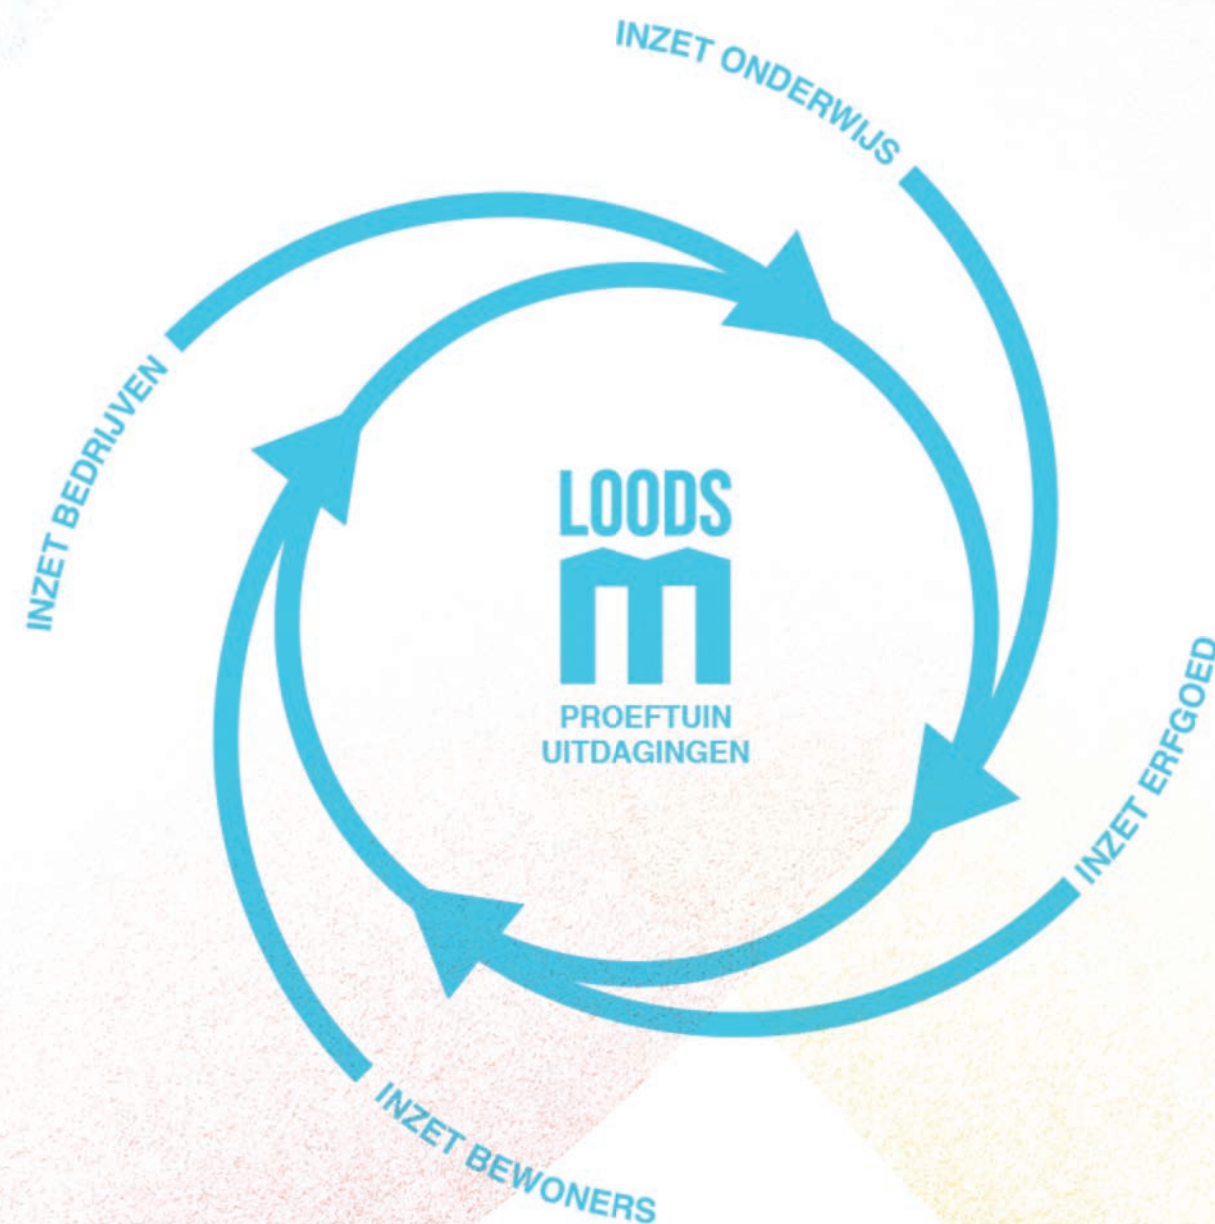 INZET ONDERWIJS
INZET BEDRIJVEN
LOODS
m
PROEFTUIN
UITDAGINGEN
INZET ERFGOED
INZET BEWONERS